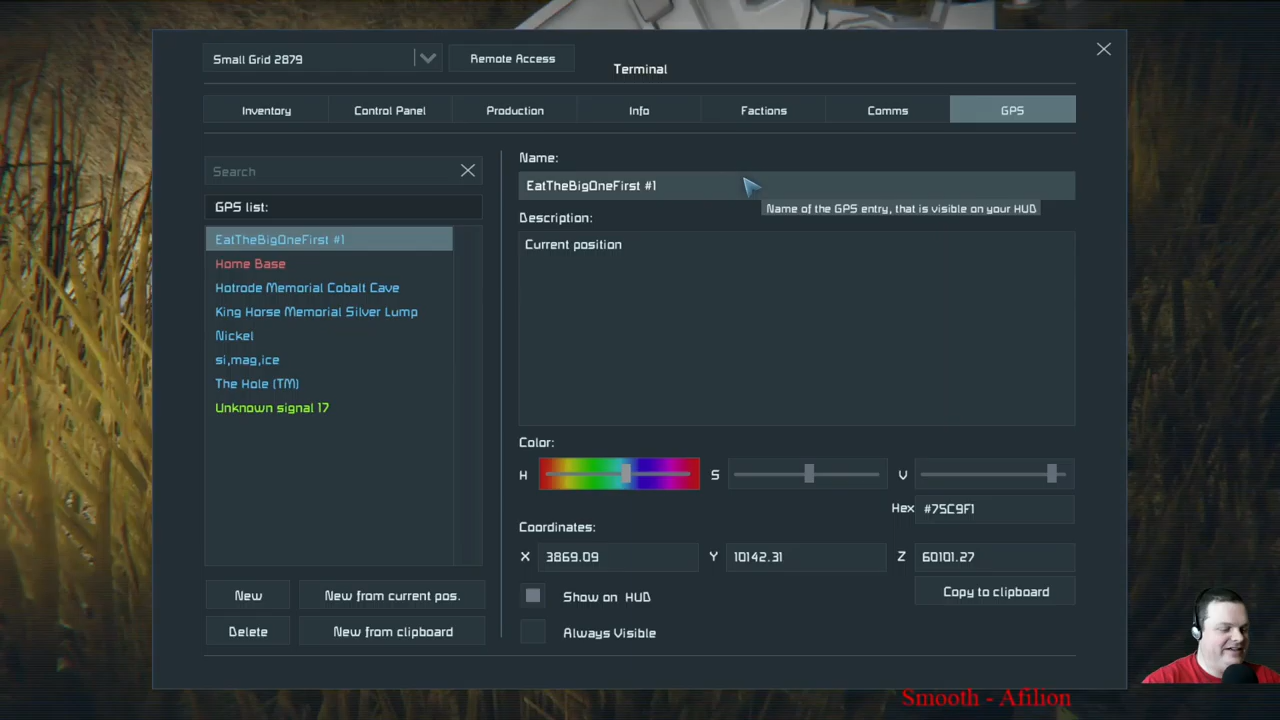 Small Grid 2879
Remote Access
Terminal
Inventory
Control Panel
Production
Info
Factions
Comms
GPS
Search
GPS list:
EatTheBigOneFirst #1
Home Base
Hotrode Memorial Cobalt Cave
King Horse Memorial Silver Lump
Nickel
si,mag,ice
The Hole (TM)
Unknown signal 17
New
New from current pos.
Delete
New from clipboard
Name:
EatTheBigOneFirst #1
Name of the GPS entry, that is visible on your HUD
Description:
Current position
Color:
H
S
V
Hex
#75C9F1
Coordinates:
X
3869.09
Y
10142.31
Z
60101.27
Show on HUD
Copy to clipboard
Always Visible
Smooth - Afilion